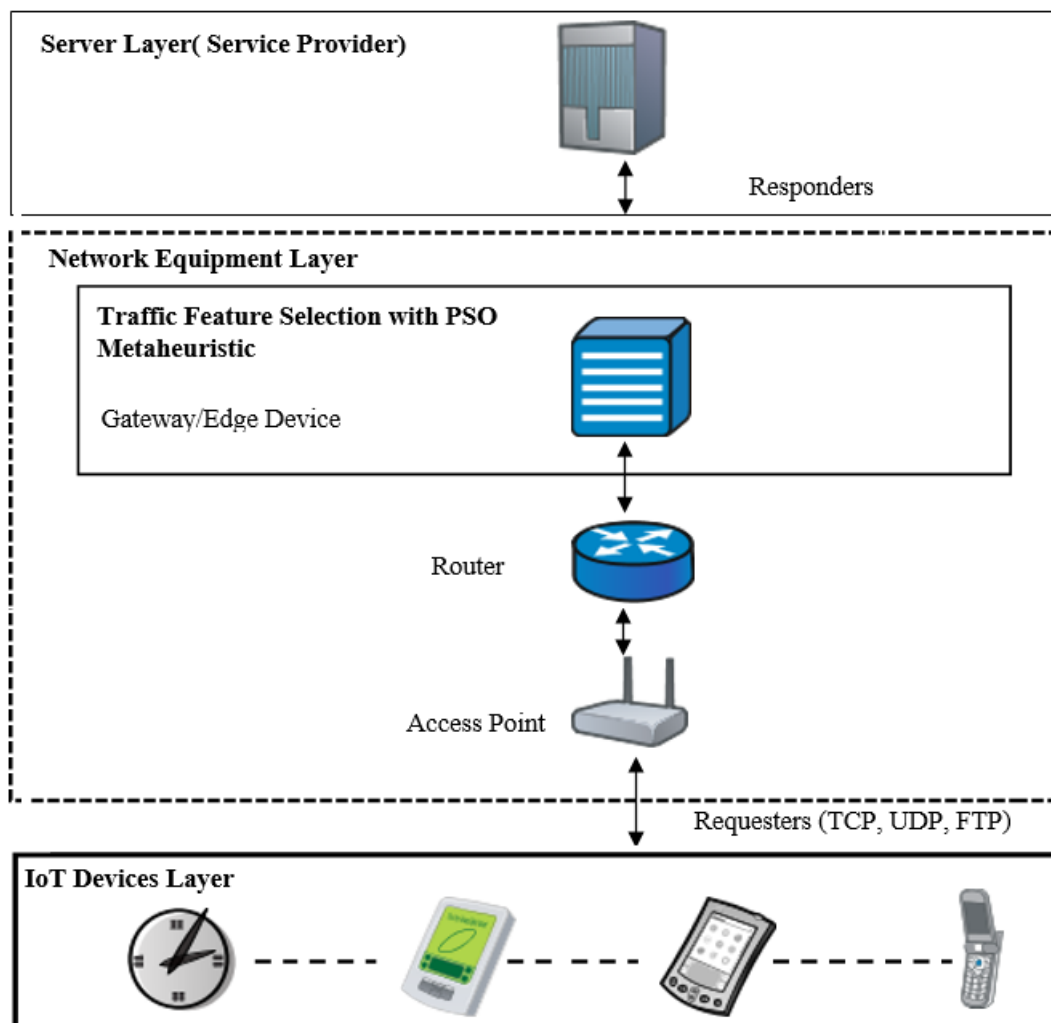 Server Layer( Service Provider)
Responders
Network Equipment Layer
Traffic Feature Selection with PSO
Metaheuristic
Gateway/Edge Device
Router
Access Point
Requesters (TCP, UDP, FTP)
IoT Devices Layer